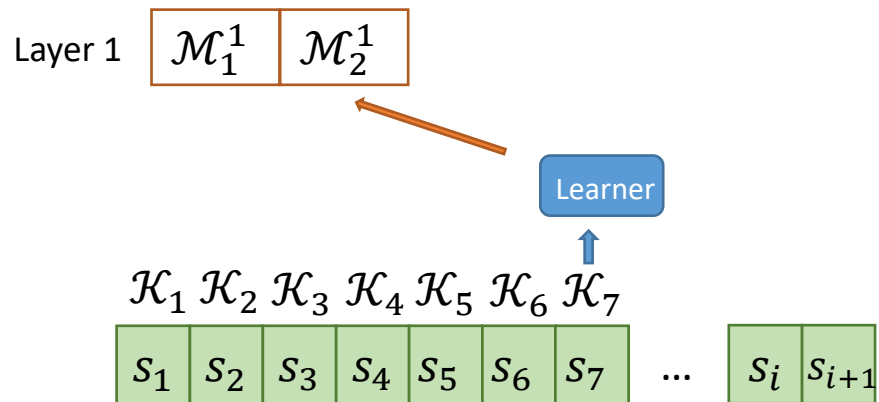 Layer 1 ℳ₁¹ ℳ₂¹
Learner
𝒦₁ 𝒦₂ 𝒦₃ 𝒦₄ 𝒦₅ 𝒦₆ 𝒦₇
s₁ s₂ s₃ s₄ s₅ s₆ s₇ ... sᵢ sᵢ₊₁